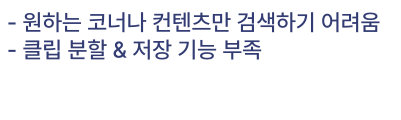 - 원하는 코너나 컨텐츠만 검색하기 어려움
- 클립 분할 & 저장 기능 부족